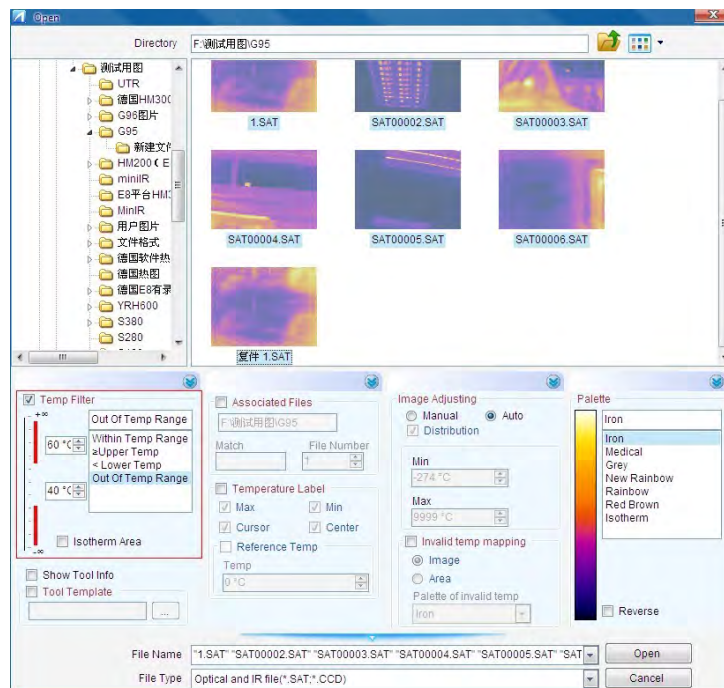 Open
Directory
F:\测试用图\G95
测试用图
UTR
德国HM300
G96图片
G95
新建文件
HM200 ( E
miniIR
E8平台HM:
MinIR
用户图片
文件格式
德国软件热
德国热图
德国E8有录
YRH600
S380
S280
1.SAT
SAT00002.SAT
SAT00003.SAT
SAT00004.SAT
SAT00005.SAT
SAT00006.SAT
复件 1.SAT
Temp Filter
+∞
Out Of Temp Range
60 °C
Within Temp Range
≥Upper Temp
< Lower Temp
Out Of Temp Range
40 °C
-∞
Isotherm Area
Show Tool Info
Tool Template
...
Associated Files
F:\测试用图\G95
Match
File Number
1
Temperature Label
Max
Min
Cursor
Center
Reference Temp
Temp
0 °C
Image Adjusting
Manual
Auto
Distribution
Min
-274 °C
Max
9999 °C
Invalid temp mapping
Image
Area
Palette of invalid temp
Iron
Palette
Iron
Iron
Medical
Grey
New Rainbow
Rainbow
Red Brown
Isotherm
Reverse
File Name
"1.SAT" "SAT00002.SAT" "SAT00003.SAT" "SAT00004.SAT" "SAT00005.SAT" "SAT
Open
File Type
Optical and IR file(*.SAT;*.CCD)
Cancel